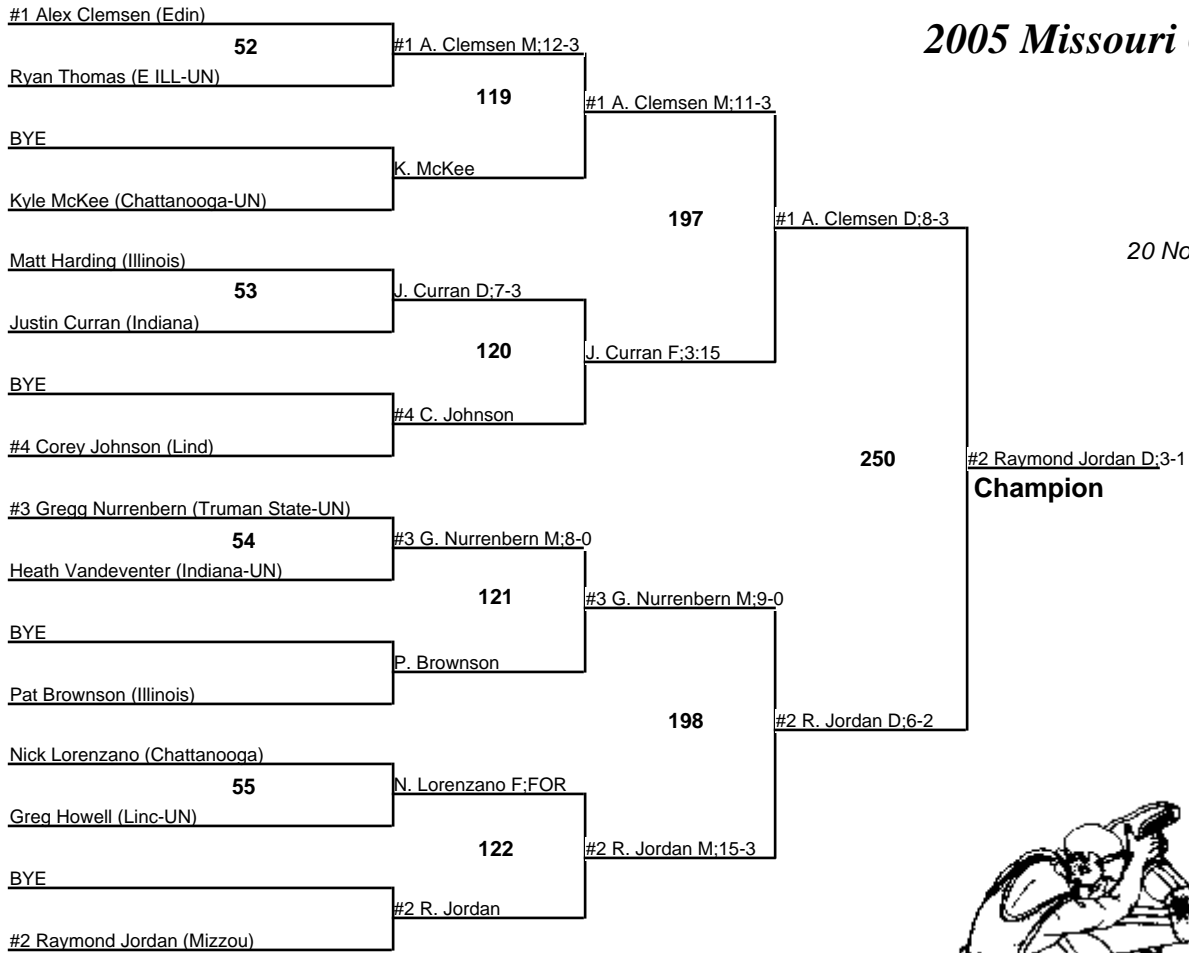 2005 Missouri
20 No
#1 Alex Clemsen (Edin)
52
Ryan Thomas (E ILL-UN)
BYE
Kyle McKee (Chattanooga-UN)
Matt Harding (Illinois)
53
Justin Curran (Indiana)
BYE
#4 Corey Johnson (Lind)
#3 Gregg Nurrenbern (Truman State-UN)
54
Heath Vandeventer (Indiana-UN)
BYE
Pat Brownson (Illinois)
Nick Lorenzano (Chattanooga)
55
Greg Howell (Linc-UN)
BYE
#2 Raymond Jordan (Mizzou)
#1 A. Clemsen M;12-3
119
K. McKee
J. Curran D;7-3
120
#4 C. Johnson
#3 G. Nurrenbern M;8-0
121
P. Brownson
N. Lorenzano F;FOR
122
#2 R. Jordan
#1 A. Clemsen M;11-3
197
J. Curran F;3:15
#3 G. Nurrenbern M;9-0
198
#2 R. Jordan M;15-3
#1 A. Clemsen D;8-3
250
#2 R. Jordan D;6-2
#2 Raymond Jordan D;3-1
Champion